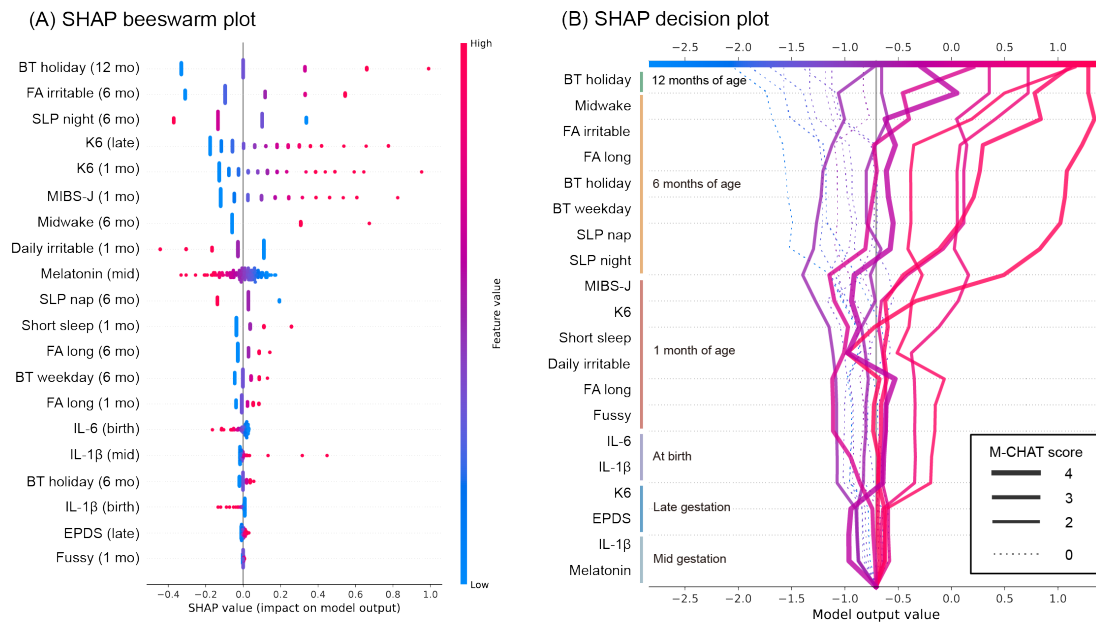 (A) SHAP beeswarm plot
High
BT holiday (12 mo)
FA irritable (6 mo)
SLP night (6 mo)
K6 (late)
K6 (1 mo)
MIBS-J (1 mo)
Midwake (6 mo)
Daily irritable (1 mo)
Melatonin (mid)
SLP nap (6 mo)
Short sleep (1 mo)
FA long (6 mo)
BT weekday (6 mo)
FA long (1 mo)
IL-6 (birth)
IL-1β (mid)
BT holiday (6 mo)
IL-1β (birth)
EPDS (late)
Fussy (1 mo)
Feature value
Low
−0.4 −0.2 0.0 0.2 0.4 0.6 0.8 1.0
SHAP value (impact on model output)
(B) SHAP decision plot
−2.5 −2.0 −1.5 −1.0 −0.5 0.0 0.5 1.0
BT holiday 12 months of age
Midwake
FA irritable
FA long
BT holiday
6 months of age
BT weekday
SLP nap
SLP night
MIBS-J
K6
Short sleep
1 month of age
Daily irritable
FA long
Fussy
IL-6
At birth
IL-1β
K6
Late gestation
EPDS
IL-1β
Mid gestation
Melatonin
M-CHAT score
4
3
2
0
−2.5 −2.0 −1.5 −1.0 −0.5 0.0 0.5 1.0
Model output value